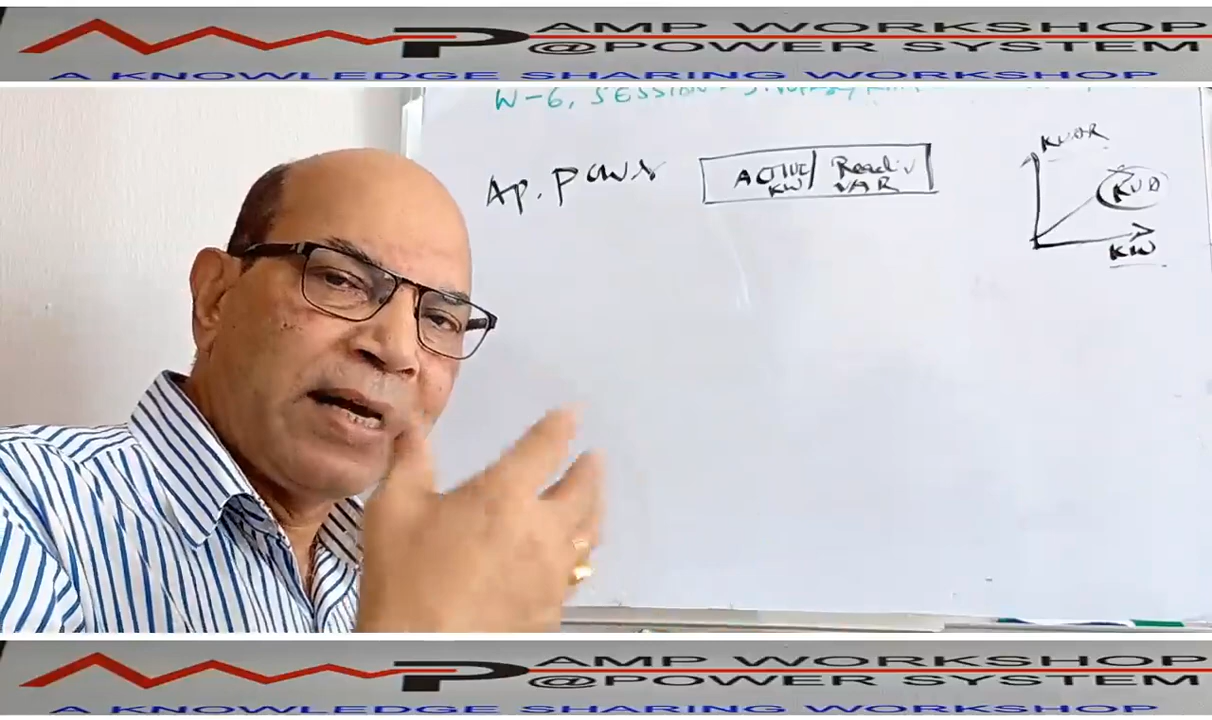 AMP WORKSHOP
@POWER SYSTEM
A KNOWLEDGE SHARING WORKSHOP
W-6, SESSION
Ap. Power
ACTIVE
KW
VAR
KVAR
KVA
KW
AMP WORKSHOP
@POWER SYSTEM
A KNOWLEDGE SHARING WORKSHOP